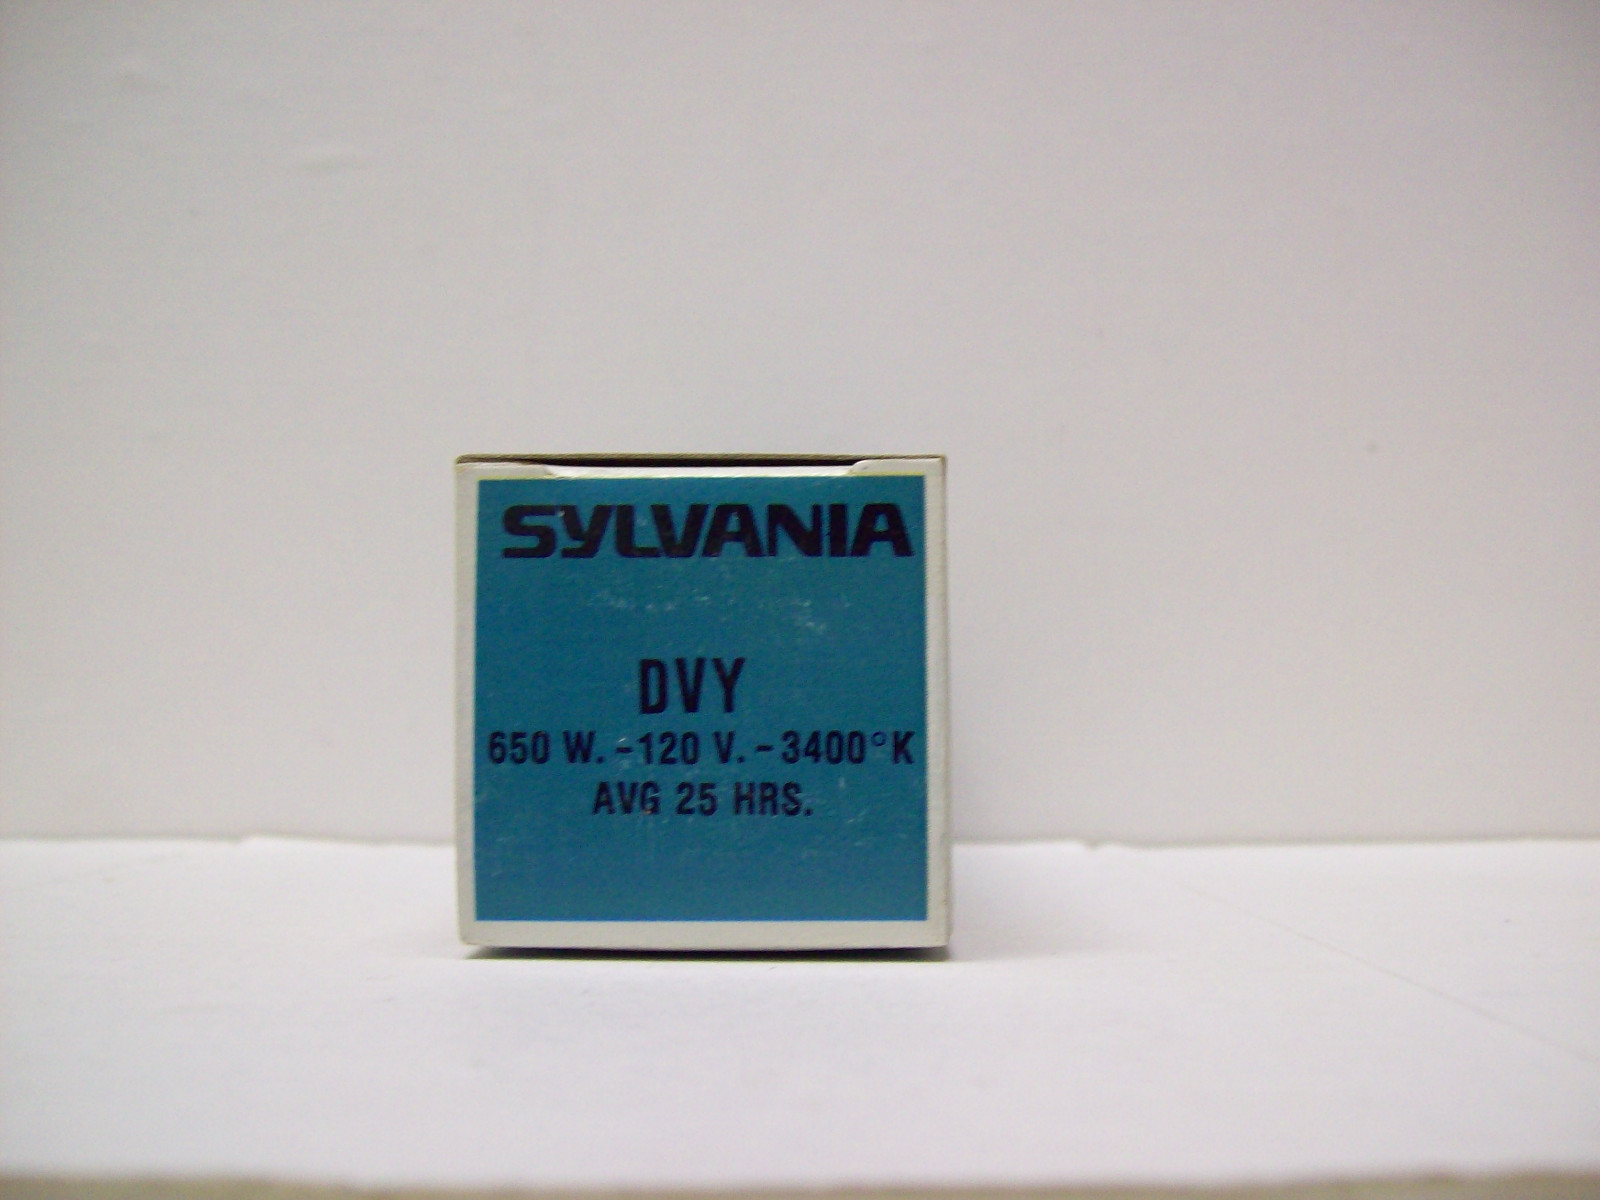 SYLVANIA
DVY
650 W. -120 V. -3400°K
AVG 25 HRS.